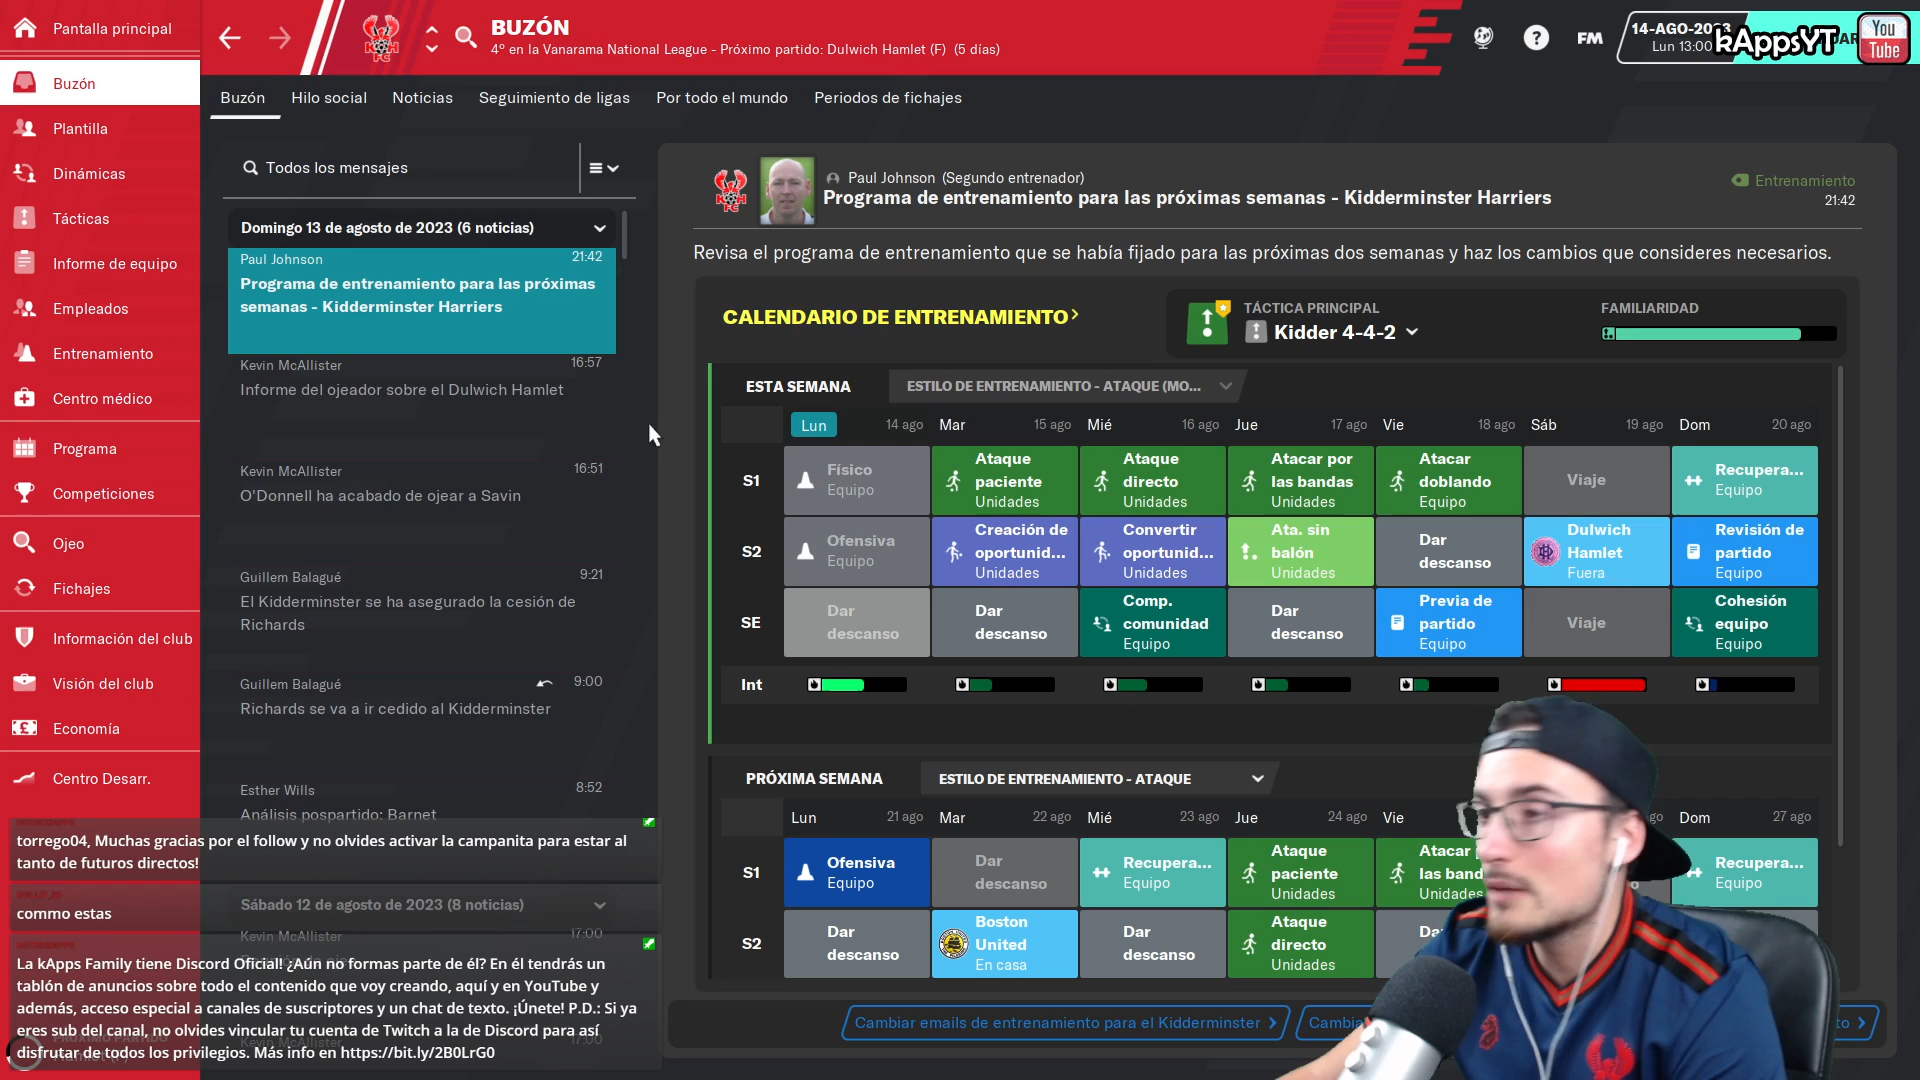 Pantalla principal
Buzón
Plantilla
Dinámicas
Tácticas
Informe de equipo
Empleados
Entrenamiento
Centro médico
Programa
Competiciones
Ojeo
Fichajes
Información del club
Visión del club
Economía
Centro Desarr.
BUZÓN
4º en la Vanarama National League - Próximo partido: Dulwich Hamlet (F) (5 días)
FM
14-AGO-20
Lun 13:00
kAppsYT
You
Tube
Buzón
Hilo social
Noticias
Seguimiento de ligas
Por todo el mundo
Periodos de fichajes
Todos los mensajes
Domingo 13 de agosto de 2023 (6 noticias)
Paul Johnson 21:42
Programa de entrenamiento para las próximas
semanas - Kidderminster Harriers
Kevin McAllister 16:57
Informe del ojeador sobre el Dulwich Hamlet
Kevin McAllister 16:51
O'Donnell ha acabado de ojear a Savin
Guillem Balagué 9:21
El Kidderminster se ha asegurado la cesión de
Richards
Guillem Balagué 9:00
Richards se va a ir cedido al Kidderminster
Esther Wills 8:52
Análisis pospartido: Barnet
torrego04, Muchas gracias por el follow y no olvides activar la campanita para estar al
tanto de futuros directos!
Sábado 12 de agosto de 2023 (8 noticias)
commo estas
Kevin McAllister 17:00
La kApps Family tiene Discord Oficial! ¿Aún no formas parte de él? En él tendrás un
tablón de anuncios sobre todo el contenido que voy creando, aquí y en YouTube y
además, acceso especial a canales de suscriptores y un chat de texto. ¡Únete! P.D.: Si ya
eres sub del canal, no olvides vincular tu cuenta de Twitch a la de Discord para así
disfrutar de todos los privilegios. Más info en https://bit.ly/2B0LrG0
Kevin McAllister 17:00
Paul Johnson (Segundo entrenador)
Programa de entrenamiento para las próximas semanas - Kidderminster Harriers
Entrenamiento
21:42
Revisa el programa de entrenamiento que se había fijado para las próximas dos semanas y haz los cambios que consideres necesarios.
CALENDARIO DE ENTRENAMIENTO
TÁCTICA PRINCIPAL
Kidder 4-4-2
FAMILIARIDAD
ESTA SEMANA
ESTILO DE ENTRENAMIENTO - ATAQUE (MO...
Lun 14 ago Mar 15 ago Mié 16 ago Jue 17 ago Vie 18 ago Sáb 19 ago Dom 20 ago
S1
Físico
Equipo
Ataque
paciente
Unidades
Ataque
directo
Unidades
Atacar por
las bandas
Unidades
Atacar
doblando
Equipo
Viaje
Recupera...
Equipo
S2
Ofensiva
Equipo
Creación de
oportunid...
Unidades
Convertir
oportunid...
Unidades
Ata. sin
balón
Unidades
Dar
descanso
Dulwich
Hamlet
Fuera
Revisión de
partido
Equipo
SE
Dar
descanso
Dar
descanso
Comp.
comunidad
Equipo
Dar
descanso
Previa de
partido
Equipo
Viaje
Cohesión
equipo
Equipo
Int
PRÓXIMA SEMANA
ESTILO DE ENTRENAMIENTO - ATAQUE
Lun 21 ago Mar 22 ago Mié 23 ago Jue 24 ago Vie Dom 27 ago
S1
Ofensiva
Equipo
Dar
descanso
Recupera...
Equipo
Ataque
paciente
Unidades
Atacar
las
Unidades
Recupera...
Equipo
S2
Dar
descanso
Boston
United
En casa
Dar
descanso
Ataque
directo
Unidades
Cambiar emails de entrenamiento para el Kidderminster